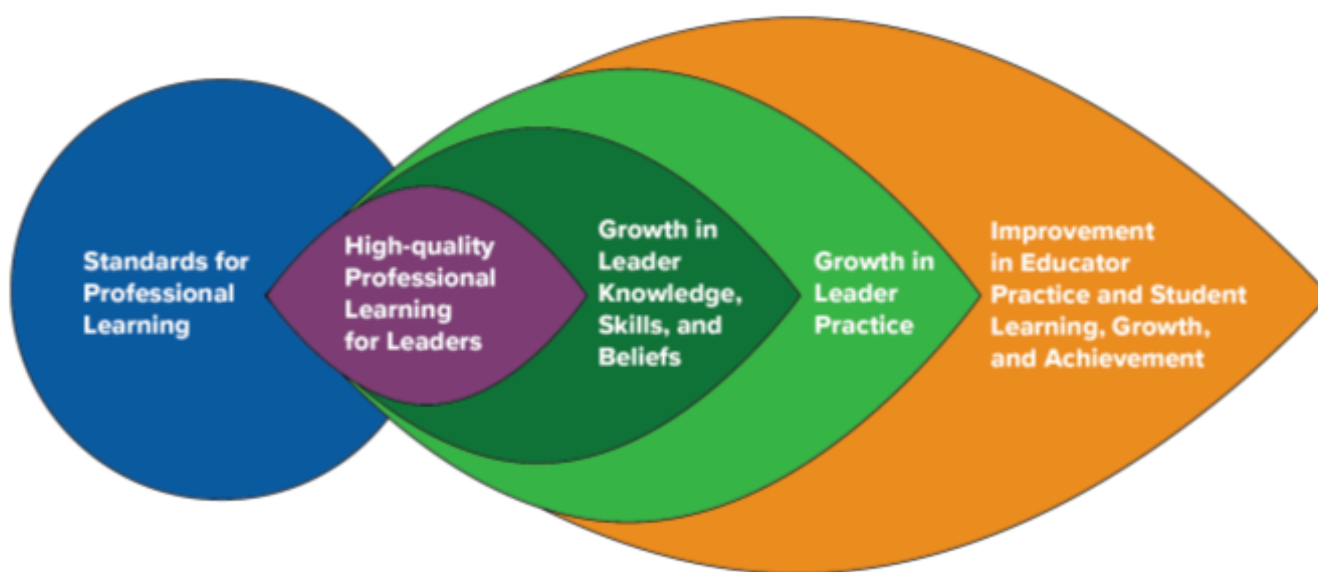 Standards for
Professional
Learning
High-quality
Professional
Learning
for Leaders
Growth in
Leader
Knowledge,
Skills, and
Beliefs
Growth in
Leader
Practice
Improvement
in Educator
Practice and Student
Learning, Growth,
and Achievement